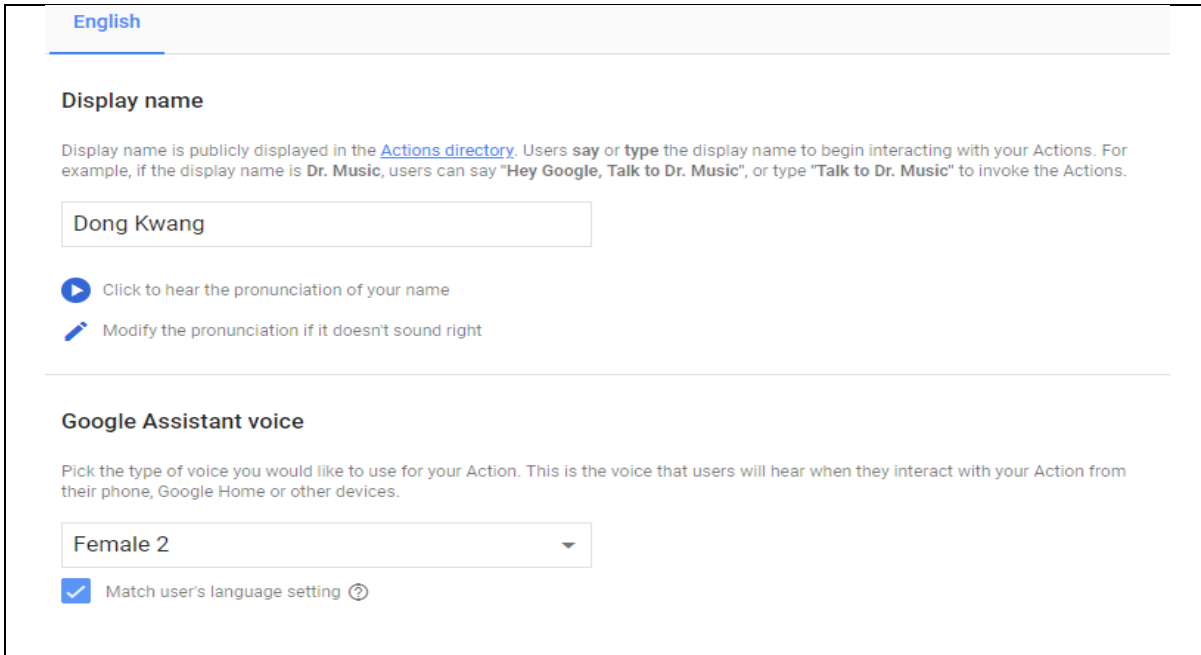 English
Display name
Display name is publicly displayed in the Actions directory. Users say or type the display name to begin interacting with your Actions. For
example, if the display name is Dr. Music, users can say "Hey Google, Talk to Dr. Music", or type "Talk to Dr. Music" to invoke the Actions.
Dong Kwang
Click to hear the pronunciation of your name
Modify the pronunciation if it doesn't sound right
Google Assistant voice
Pick the type of voice you would like to use for your Action. This is the voice that users will hear when they interact with your Action from
their phone, Google Home or other devices.
Female 2
Match user's language setting